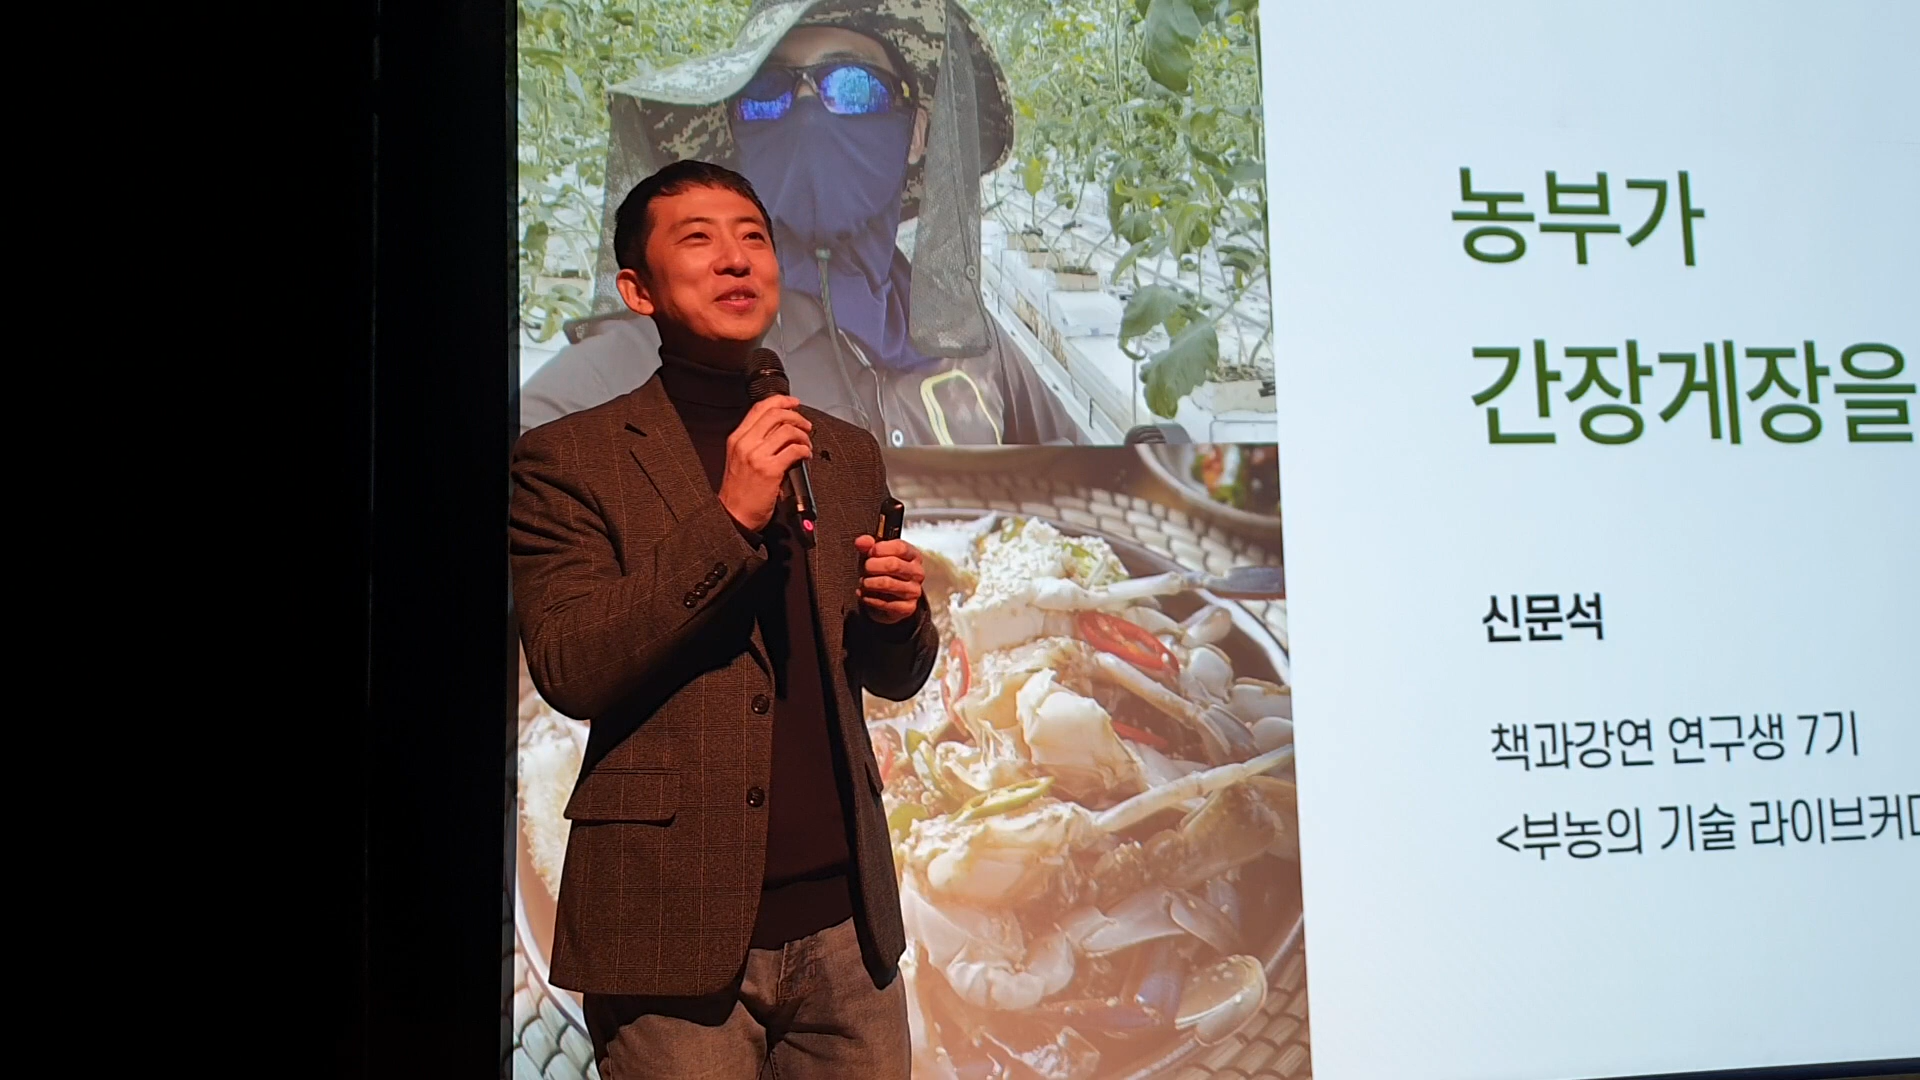 농부가
간장게장을
신문석
책과강연 연구생 7기
<부농의 기술 라이브커